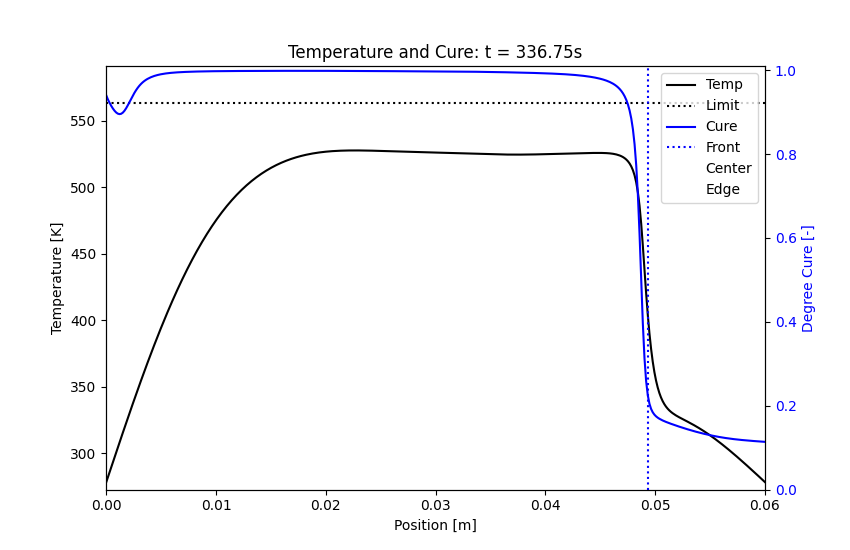 Temperature and Cure: t = 336.75s
Temp
Limit
Cure
Front
Center
Edge
550
500
450
400
350
300
Temperature [K]
1.0
0.8
0.6
0.4
0.2
0.0
Degree Cure [-]
0.00 0.01 0.02 0.03 0.04 0.05 0.06
Position [m]